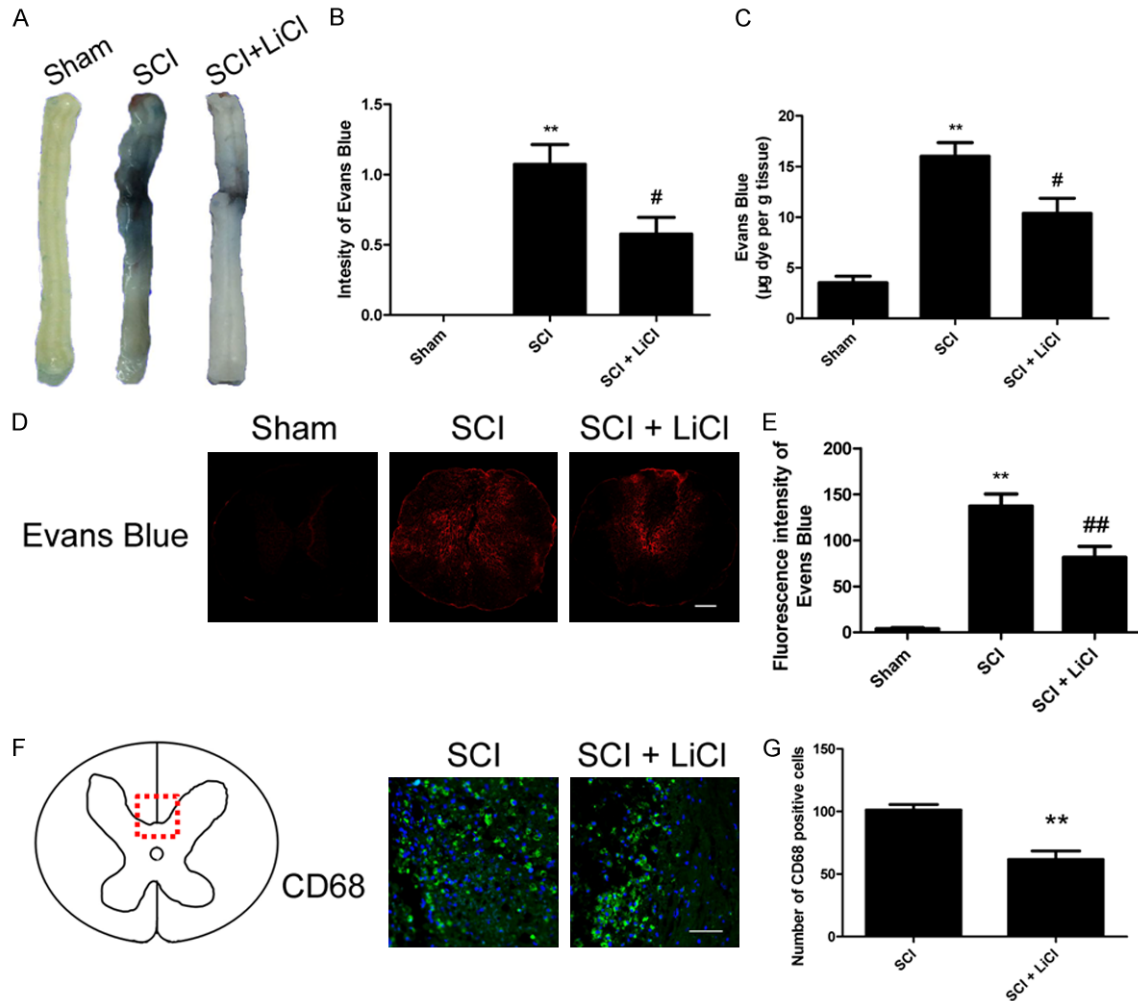 A
Sham
SCI
SCI+LiCl
B
Intesity of Evans Blue
1.5
1.0
0.5
0.0
**
#
Sham
SCI
SCI + LiCl
C
Evans Blue
(µg dye per g tissue)
20
15
10
5
0
**
#
Sham
SCI
SCI + LiCl
D
Sham
SCI
SCI + LiCl
Evans Blue
E
Fluorescence intensity of
Evens Blue
200
150
100
50
0
**
##
Sham
SCI
SCI + LiCl
F
CD68
SCI
SCI + LiCl
G
Number of CD68 positive cells
150
100
50
0
**
SCI
SCI + LiCl